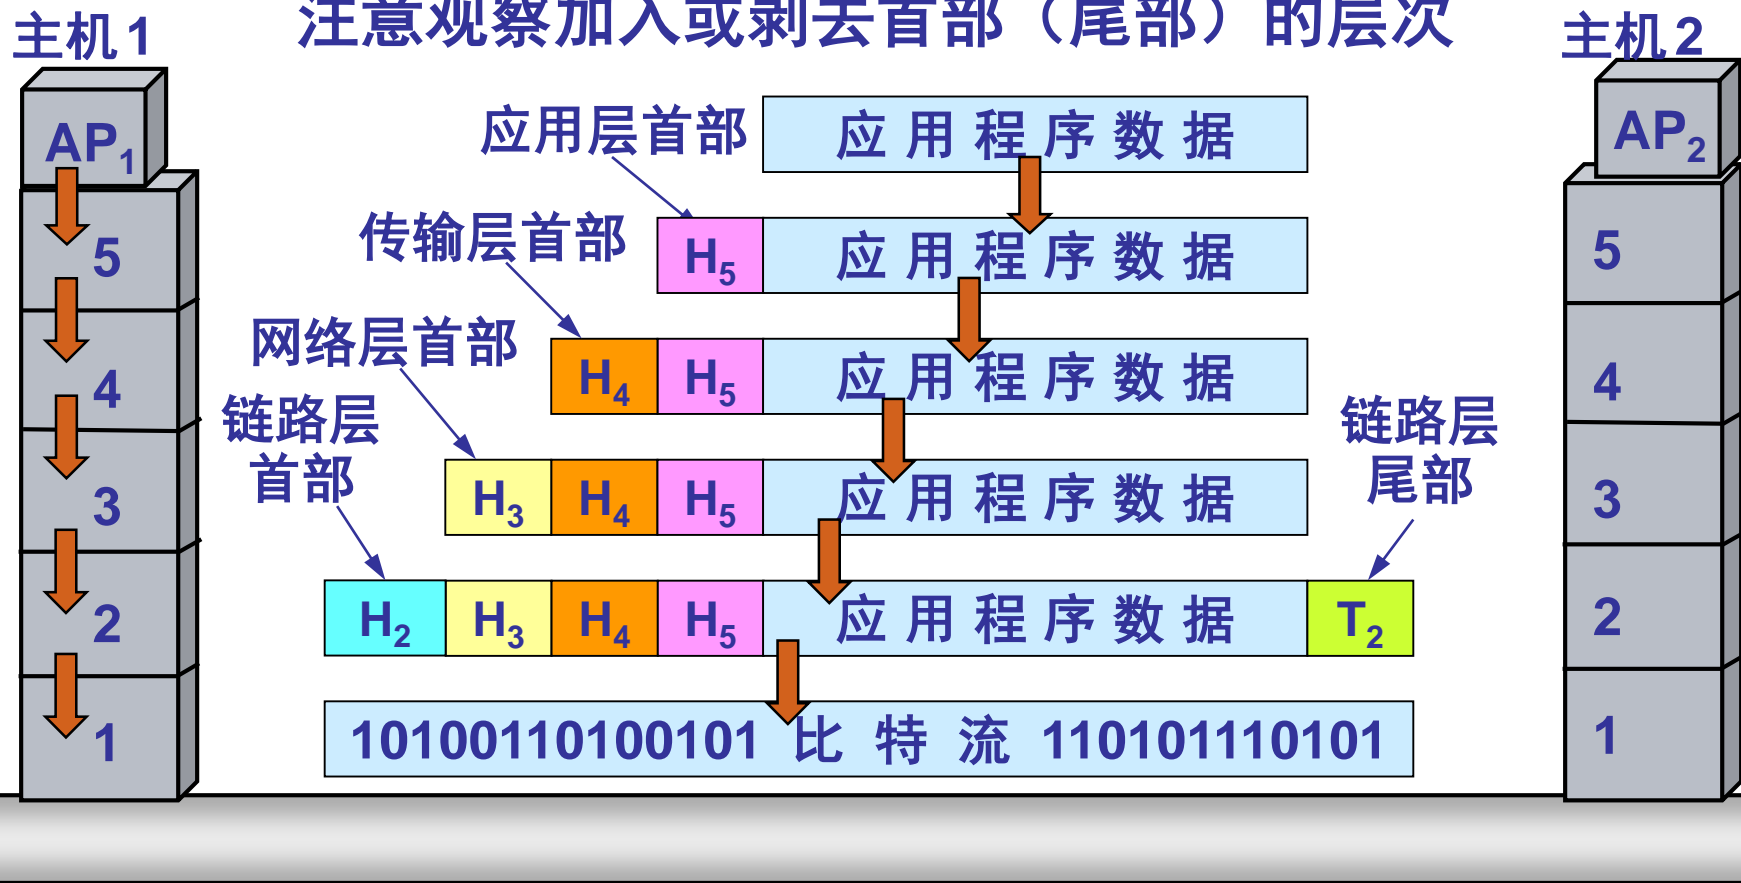 注意观察加入或剥去首部（尾部）的层次
主机 1
主机 2
AP1
AP2
5
4
3
2
1
应用层首部
应 用 程 序 数 据
传输层首部
H5 应 用 程 序 数 据
网络层首部
H4 H5 应 用 程 序 数 据
链路层
首部
H3 H4 H5 应 用 程 序 数 据
链路层
尾部
H2 H3 H4 H5 应 用 程 序 数 据 T2
10100110100101 比 特 流 110101110101
5
4
3
2
1